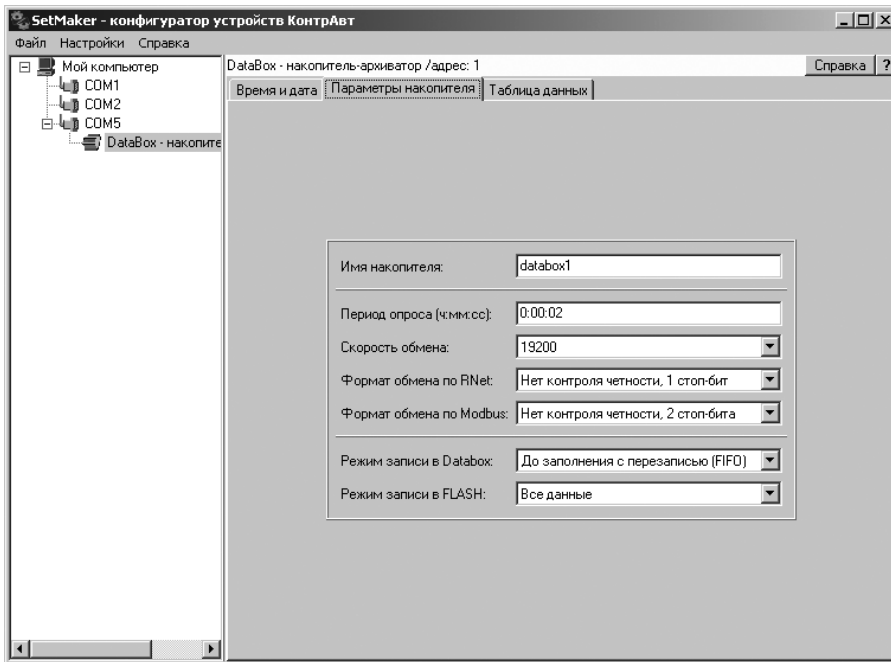 SetMaker - конфигуратор устройств КонтрАвт
Файл Настройки Справка
Мой компьютер
COM1
COM2
COM5
DataBox - накопите
DataBox - накопитель-архиватор /адрес: 1
Справка ?
Время и дата Параметры накопителя Таблица данных
Имя накопителя: databox1
Период опроса (ч:мм:сс): 0:00:02
Скорость обмена: 19200
Формат обмена по RNet: Нет контроля четности, 1 стоп-бит
Формат обмена по Modbus: Нет контроля четности, 2 стоп-бита
Режим записи в Databox: До заполнения с перезаписью (FIFO)
Режим записи в FLASH: Все данные